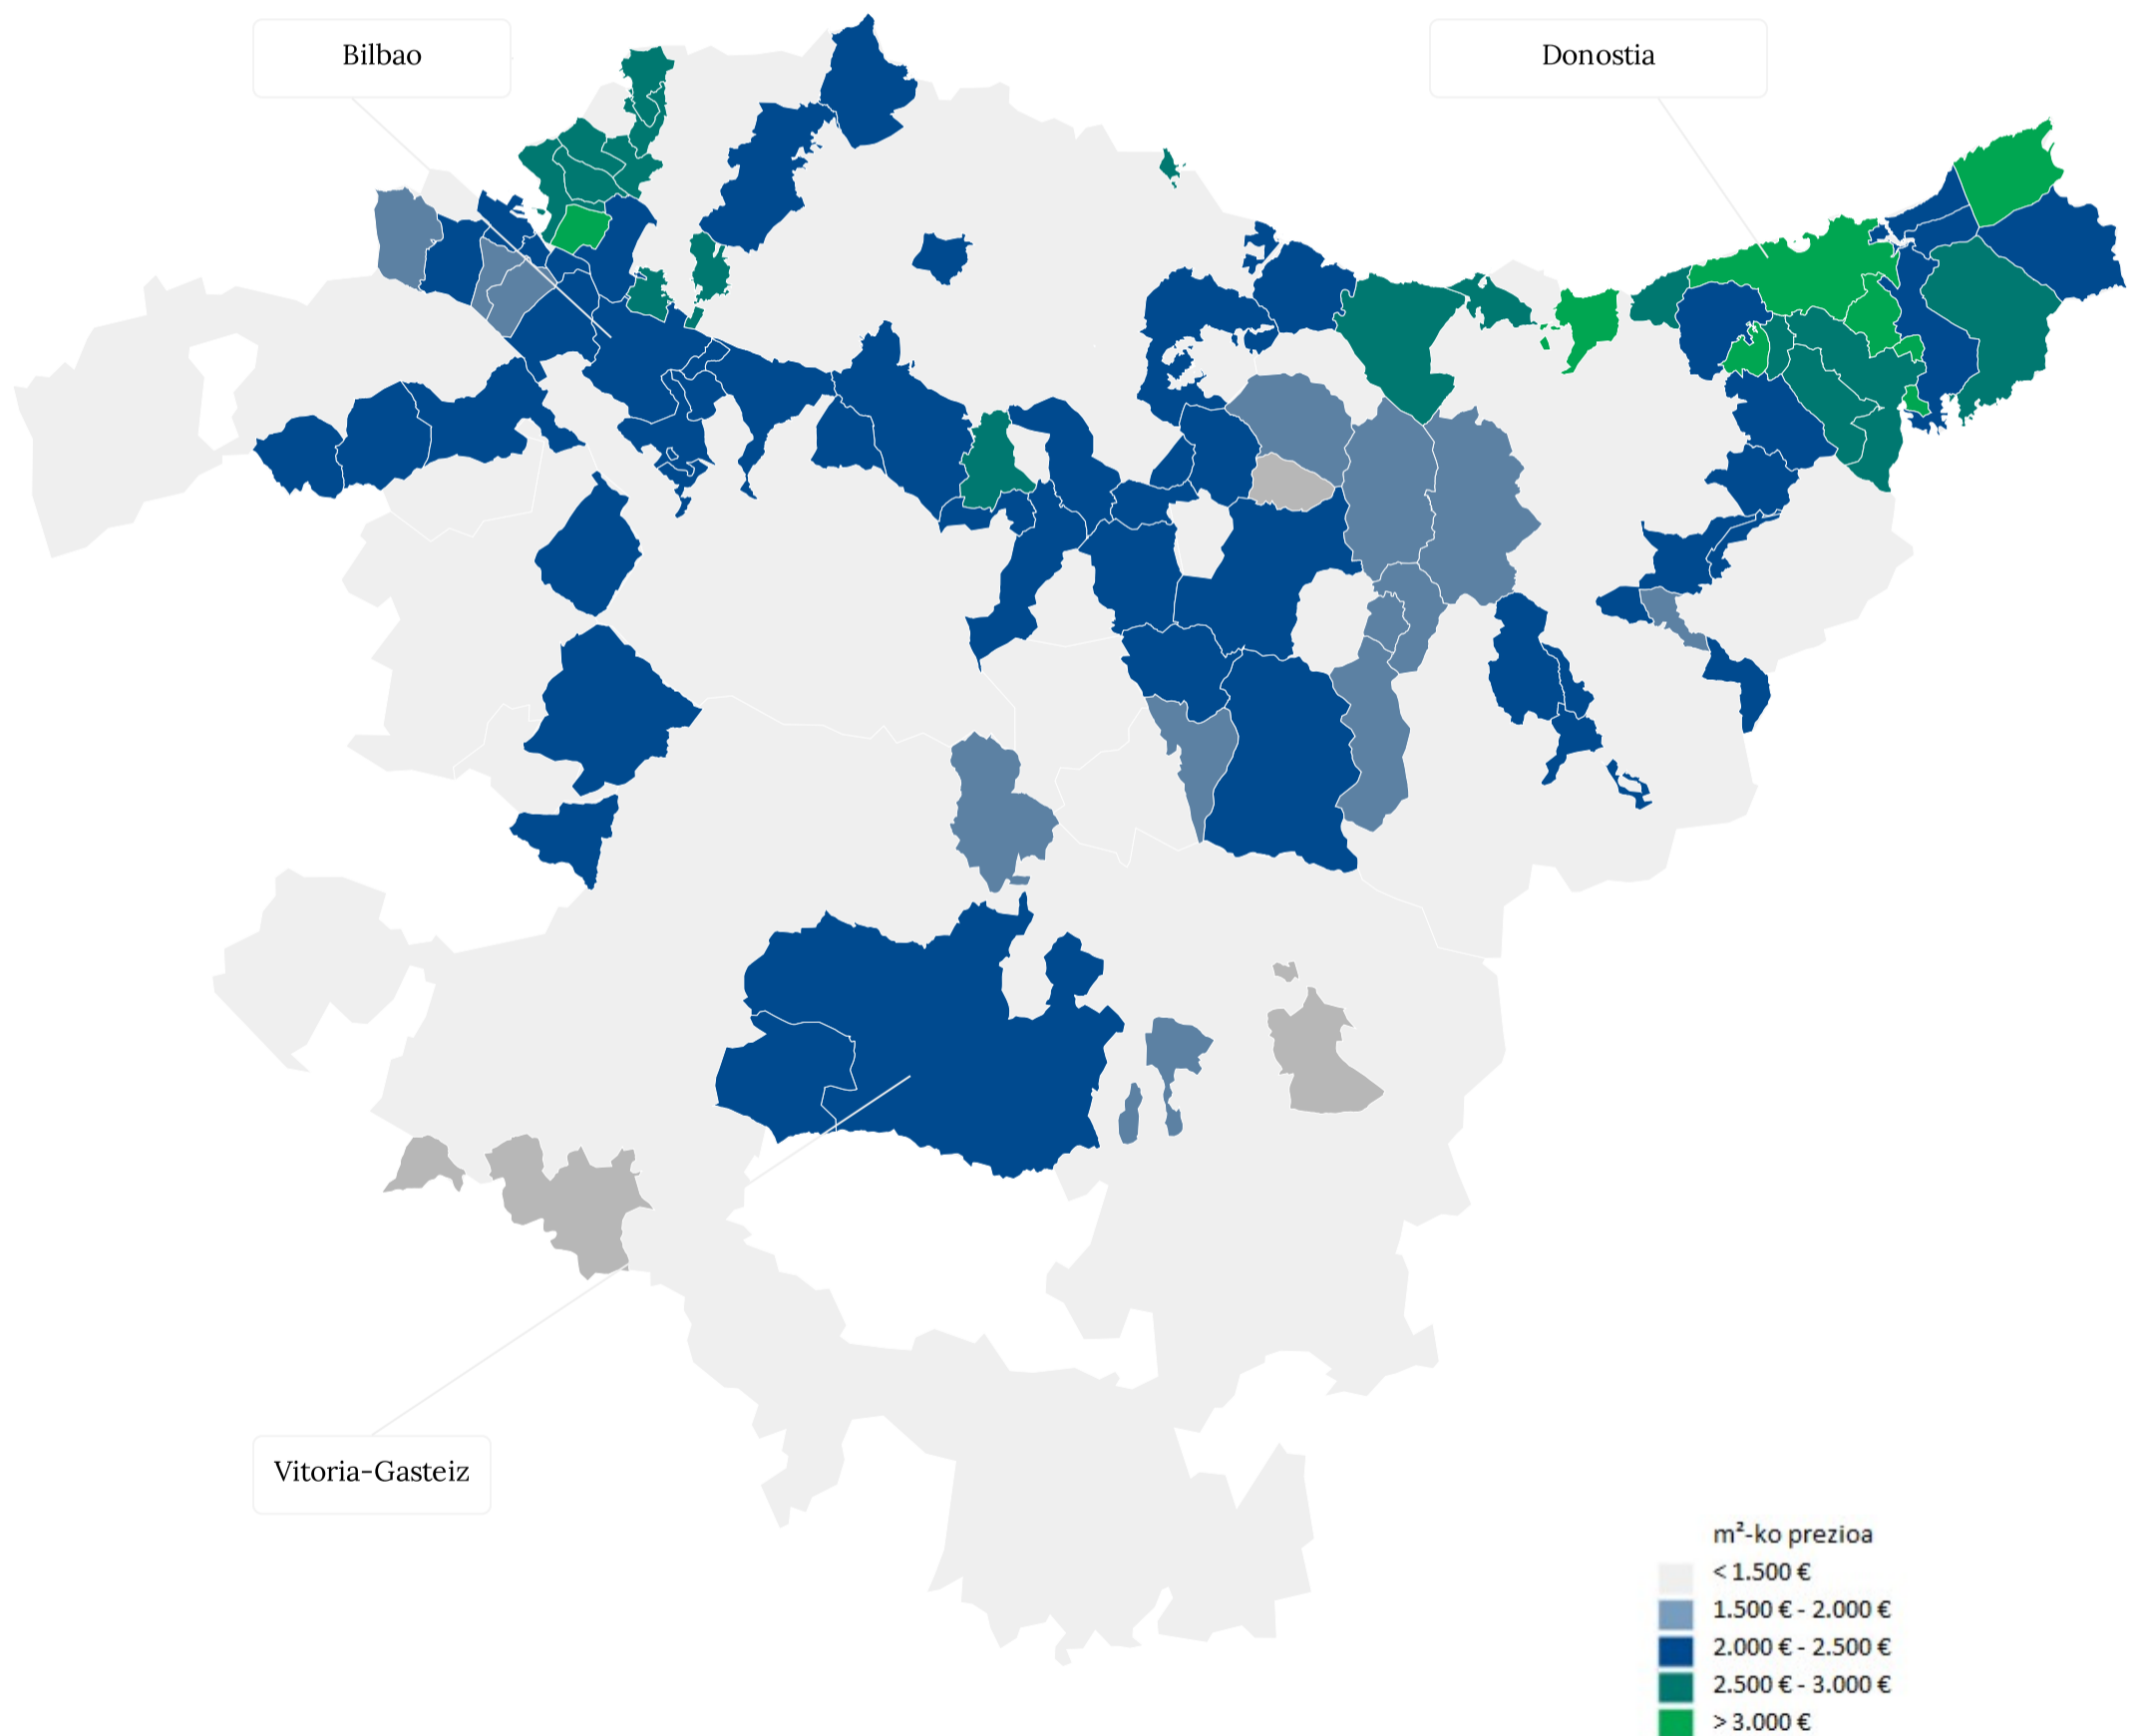 Bilbao
Donostia
Vitoria-Gasteiz
m²-ko prezioa
< 1.500 €
1.500 € - 2.000 €
2.000 € - 2.500 €
2.500 € - 3.000 €
> 3.000 €